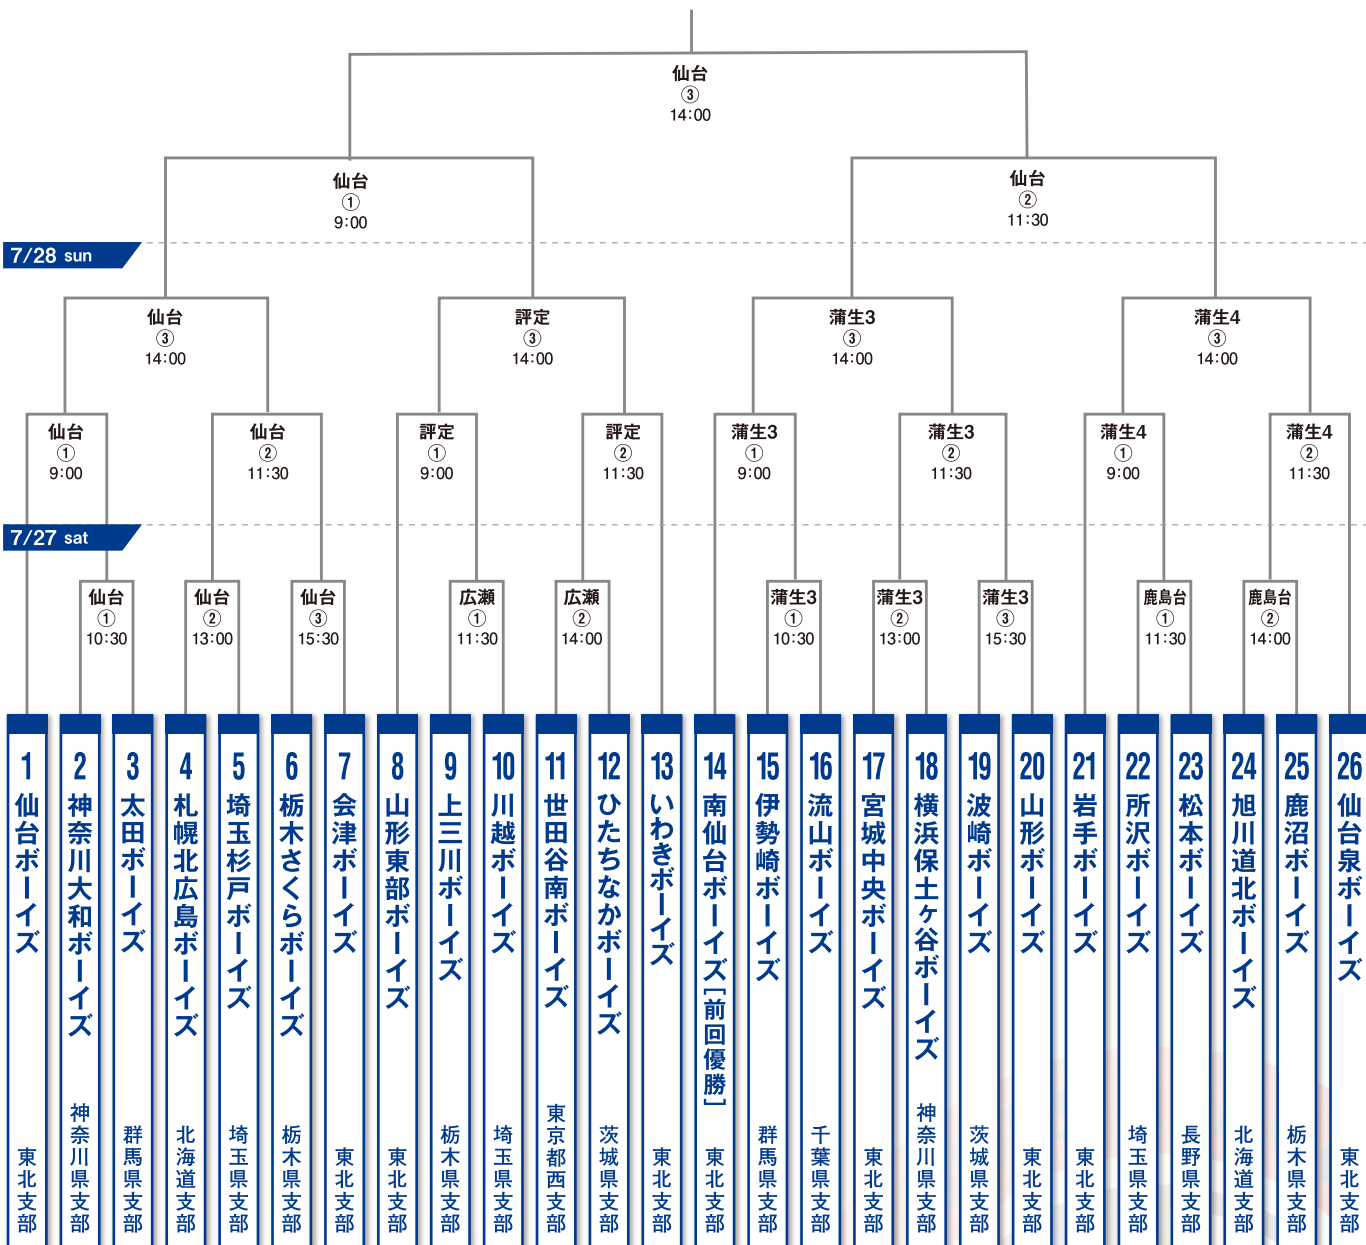 仙台
③
14:00
仙台
①
9:00
仙台
②
11:30
7/28 sun
仙台
③
14:00
評定
③
14:00
蒲生3
③
14:00
蒲生4
③
14:00
仙台
①
9:00
仙台
②
11:30
評定
①
9:00
評定
②
11:30
蒲生3
①
9:00
蒲生3
②
11:30
蒲生4
①
9:00
蒲生4
②
11:30
7/27 sat
仙台
①
10:30
仙台
②
13:00
仙台
③
15:30
広瀬
①
11:30
広瀬
②
14:00
蒲生3
①
10:30
蒲生3
②
13:00
蒲生3
③
15:30
鹿島台
①
11:30
鹿島台
②
14:00
1
仙台ボーイズ
東北支部
2
神奈川大和ボーイズ
神奈川県支部
3
太田ボーイズ
群馬県支部
4
札幌北広島ボーイズ
北海道支部
5
埼玉杉戸ボーイズ
埼玉県支部
6
栃木さくらボーイズ
栃木県支部
7
会津ボーイズ
東北支部
8
山形東部ボーイズ
東北支部
9
上三川ボーイズ
栃木県支部
10
川越ボーイズ
埼玉県支部
11
世田谷南ボーイズ
東京都西支部
12
ひたちなかボーイズ
茨城県支部
13
いわきボーイズ
東北支部
14
南仙台ボーイズ[前回優勝]
東北支部
15
伊勢崎ボーイズ
群馬県支部
16
流山ボーイズ
千葉県支部
17
宮城中央ボーイズ
東北支部
18
横浜保土ヶ谷ボーイズ
神奈川県支部
19
波崎ボーイズ
茨城県支部
20
山形ボーイズ
東北支部
21
岩手ボーイズ
東北支部
22
所沢ボーイズ
埼玉県支部
23
松本ボーイズ
長野県支部
24
旭川道北ボーイズ
北海道支部
25
鹿沼ボーイズ
栃木県支部
26
仙台泉ボーイズ
東北支部